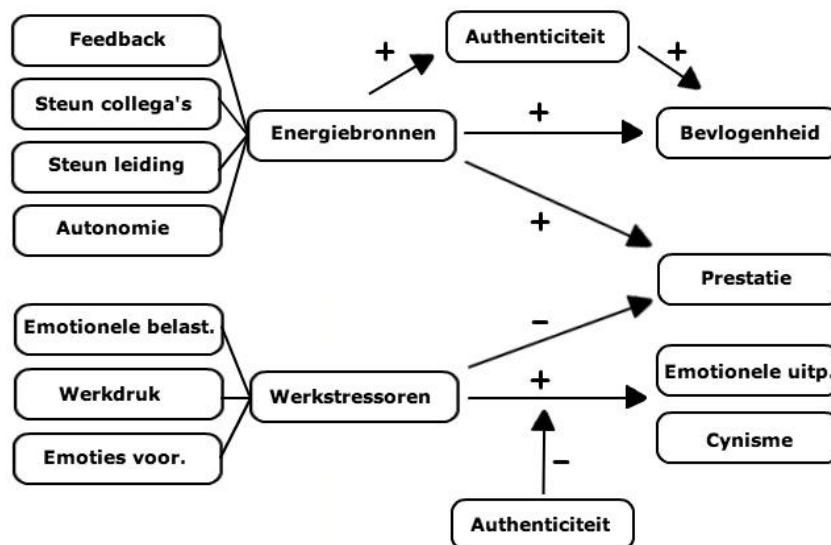 Feedback
Steun collega's
Steun leiding
Autonomie
Energiebronnen
+
Authenticiteit
+
+
Bevlogenheid
+
Prestatie
Emotionele belast.
Werkdruk
Emoties voor.
Werkstressoren
-
+
Emotionele uitp.
Cynisme
-
Authenticiteit